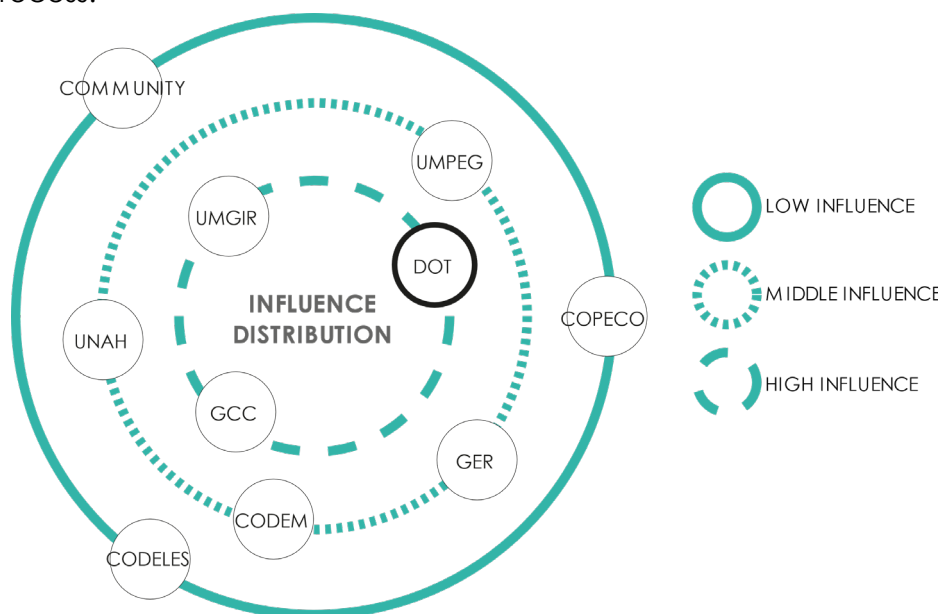 COMMUNITY
UMPEG
UMGIR
DOT
INFLUENCE
DISTRIBUTION
COPECO
UNAH
GCC
GER
CODEM
CODELES
LOW INFLUENCE
MIDDLE INFLUENCE
HIGH INFLUENCE